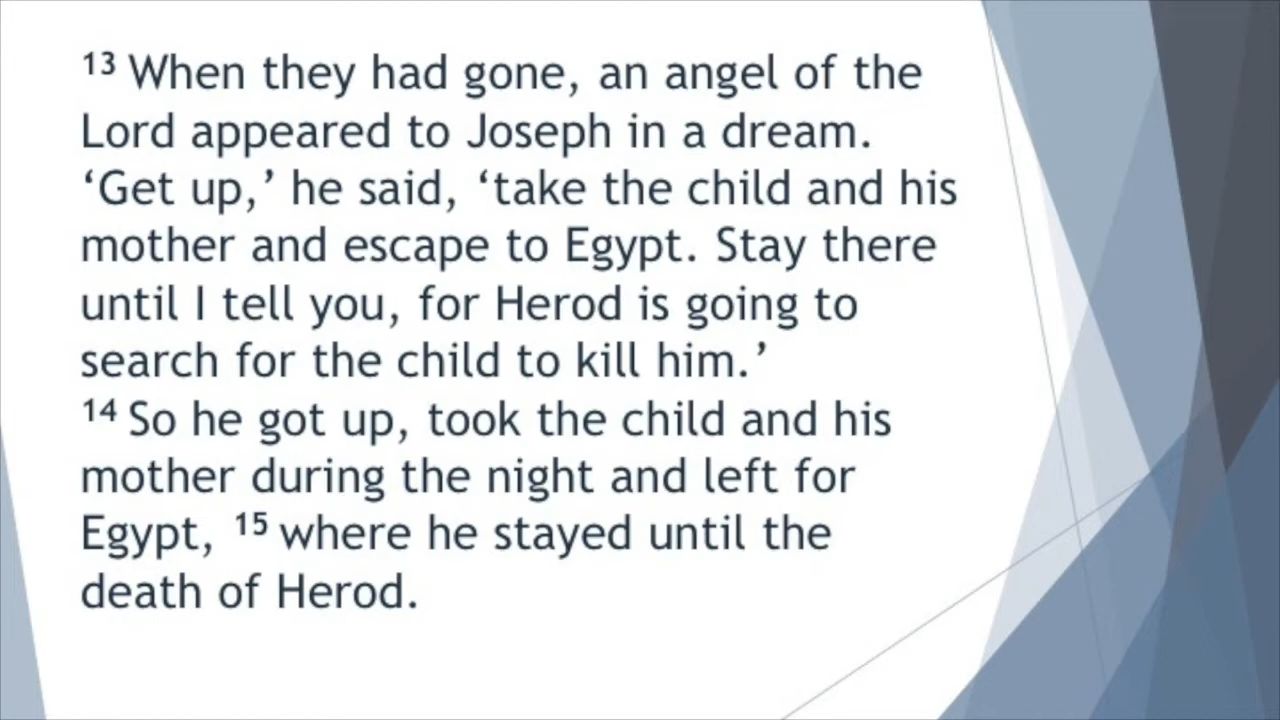 ¹³ When they had gone, an angel of the
Lord appeared to Joseph in a dream.
‘Get up,’ he said, ‘take the child and his
mother and escape to Egypt. Stay there
until I tell you, for Herod is going to
search for the child to kill him.’
¹⁴ So he got up, took the child and his
mother during the night and left for
Egypt, ¹⁵ where he stayed until the
death of Herod.